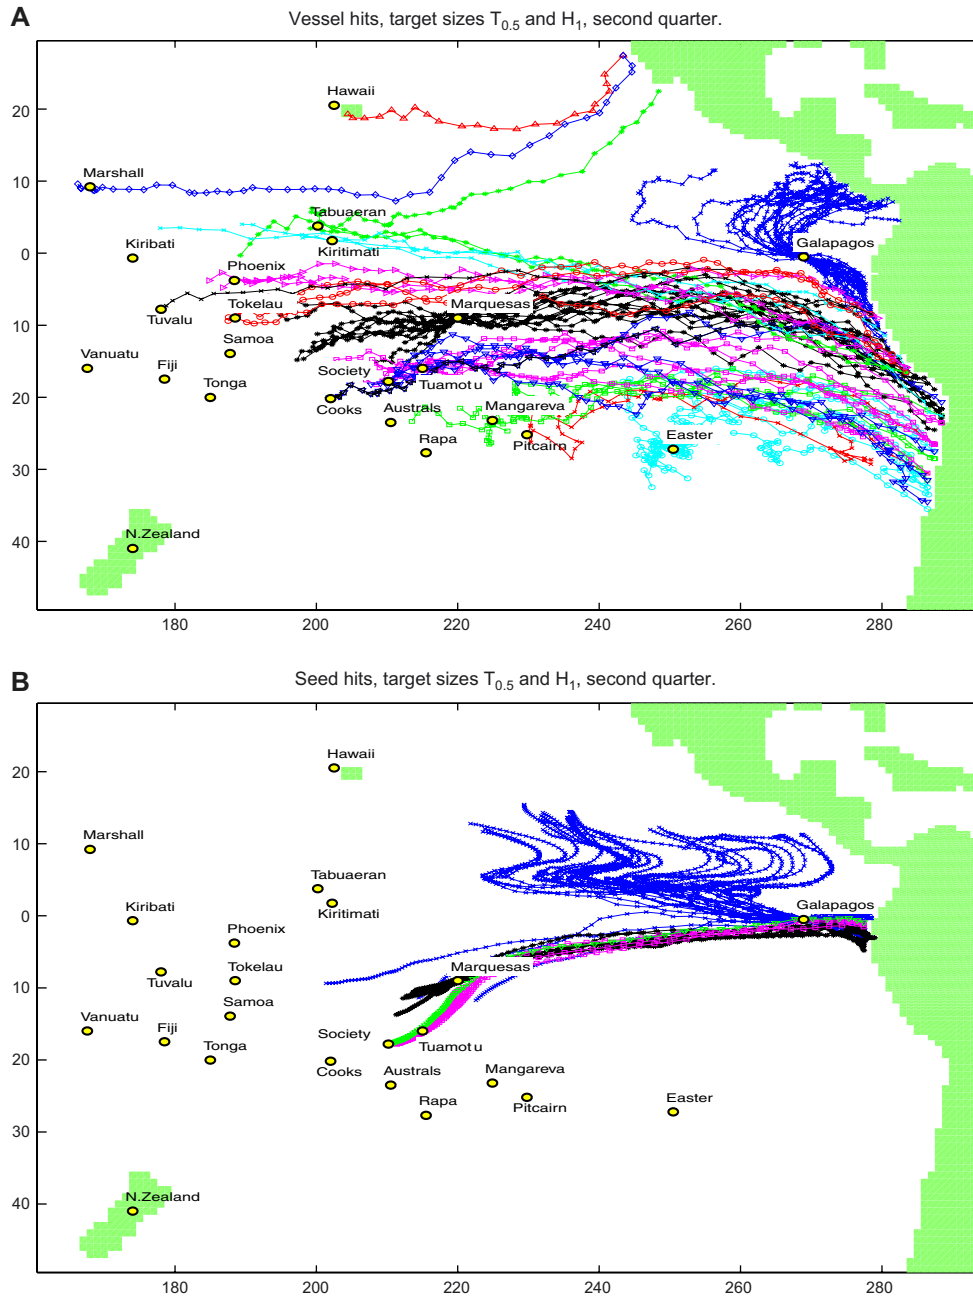 A
Vessel hits, target sizes T0.5 and H1, second quarter.
20
10
0
10
20
30
40
Hawaii
Marshall
Tabuaeran
Kiribati
Kiritimati
Galapagos
Phoenix
Tokelau
Marquesas
Tuvalu
Samoa
Vanuatu
Fiji
Tonga
Society
Tuamotu
Cooks
Australs
Mangareva
Rapa
Pitcairn
Easter
N.Zealand
180
200
220
240
260
280
B
Seed hits, target sizes T0.5 and H1, second quarter.
20
10
0
10
20
30
40
Hawaii
Marshall
Tabuaeran
Kiribati
Kiritimati
Galapagos
Phoenix
Tokelau
Marquesas
Tuvalu
Samoa
Vanuatu
Fiji
Tonga
Society
Tuamotu
Cooks
Australs
Mangareva
Rapa
Pitcairn
Easter
N.Zealand
180
200
220
240
260
280